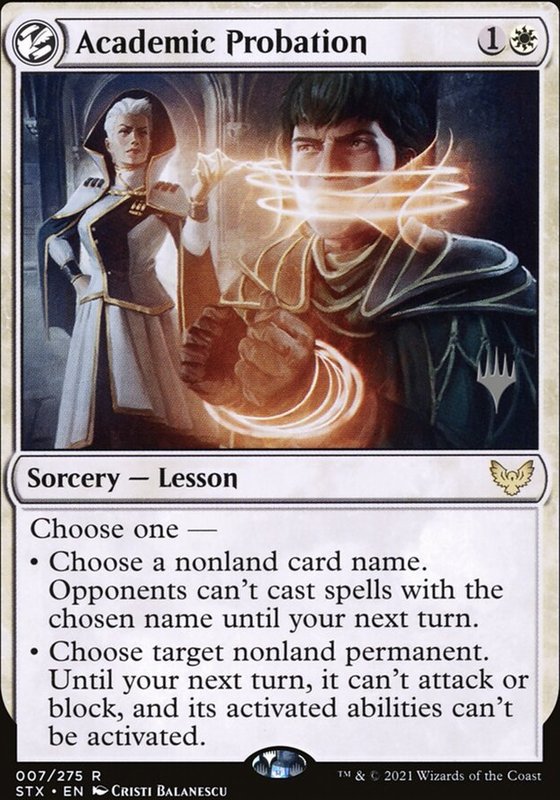 Academic Probation 1
Sorcery — Lesson
Choose one —
• Choose a nonland card name.
Opponents can't cast spells with the
chosen name until your next turn.
• Choose target nonland permanent.
Until your next turn, it can't attack or
block, and its activated abilities can't
be activated.
007/275 R
STX • EN Cristi Balanescu
™ & © 2021 Wizards of the Coast